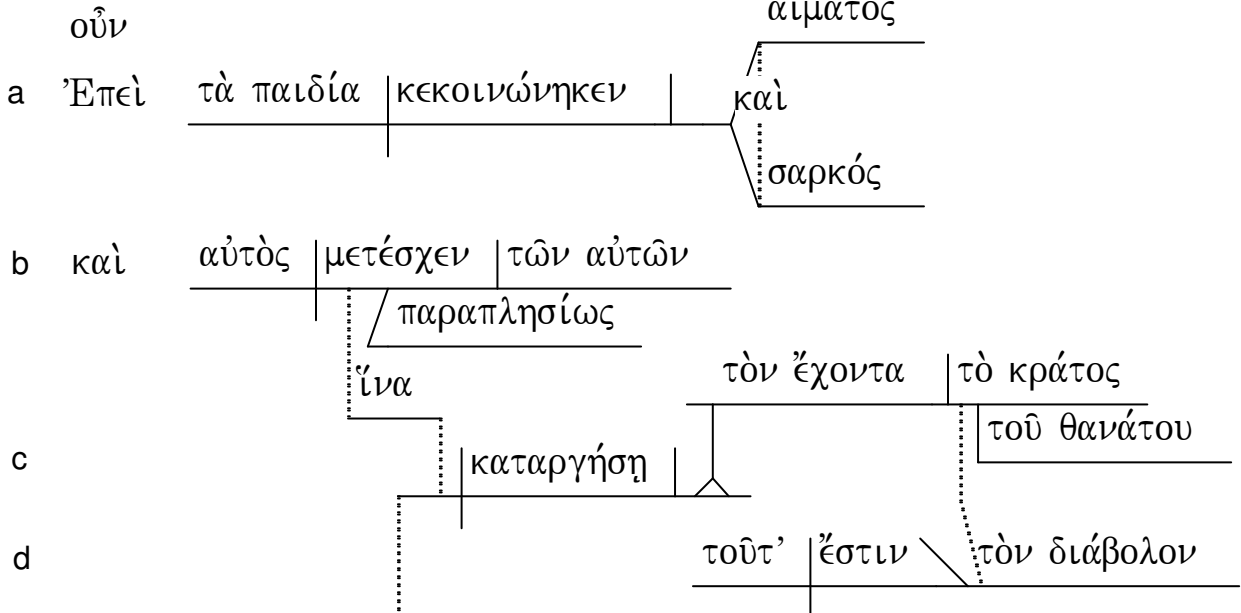 αἵματος
οὖν
a Ἐπεὶ τὰ παιδία κεκοινώνηκεν καὶ
σαρκός
b καὶ αὐτὸς μετέσχεν τῶν αὐτῶν
παραπλησίως
ἵνα τὸν ἔχοντα τὸ κράτος
τοῦ θανάτου
c καταργήσῃ
d τοῦτ’ ἔστιν τὸν διάβολον